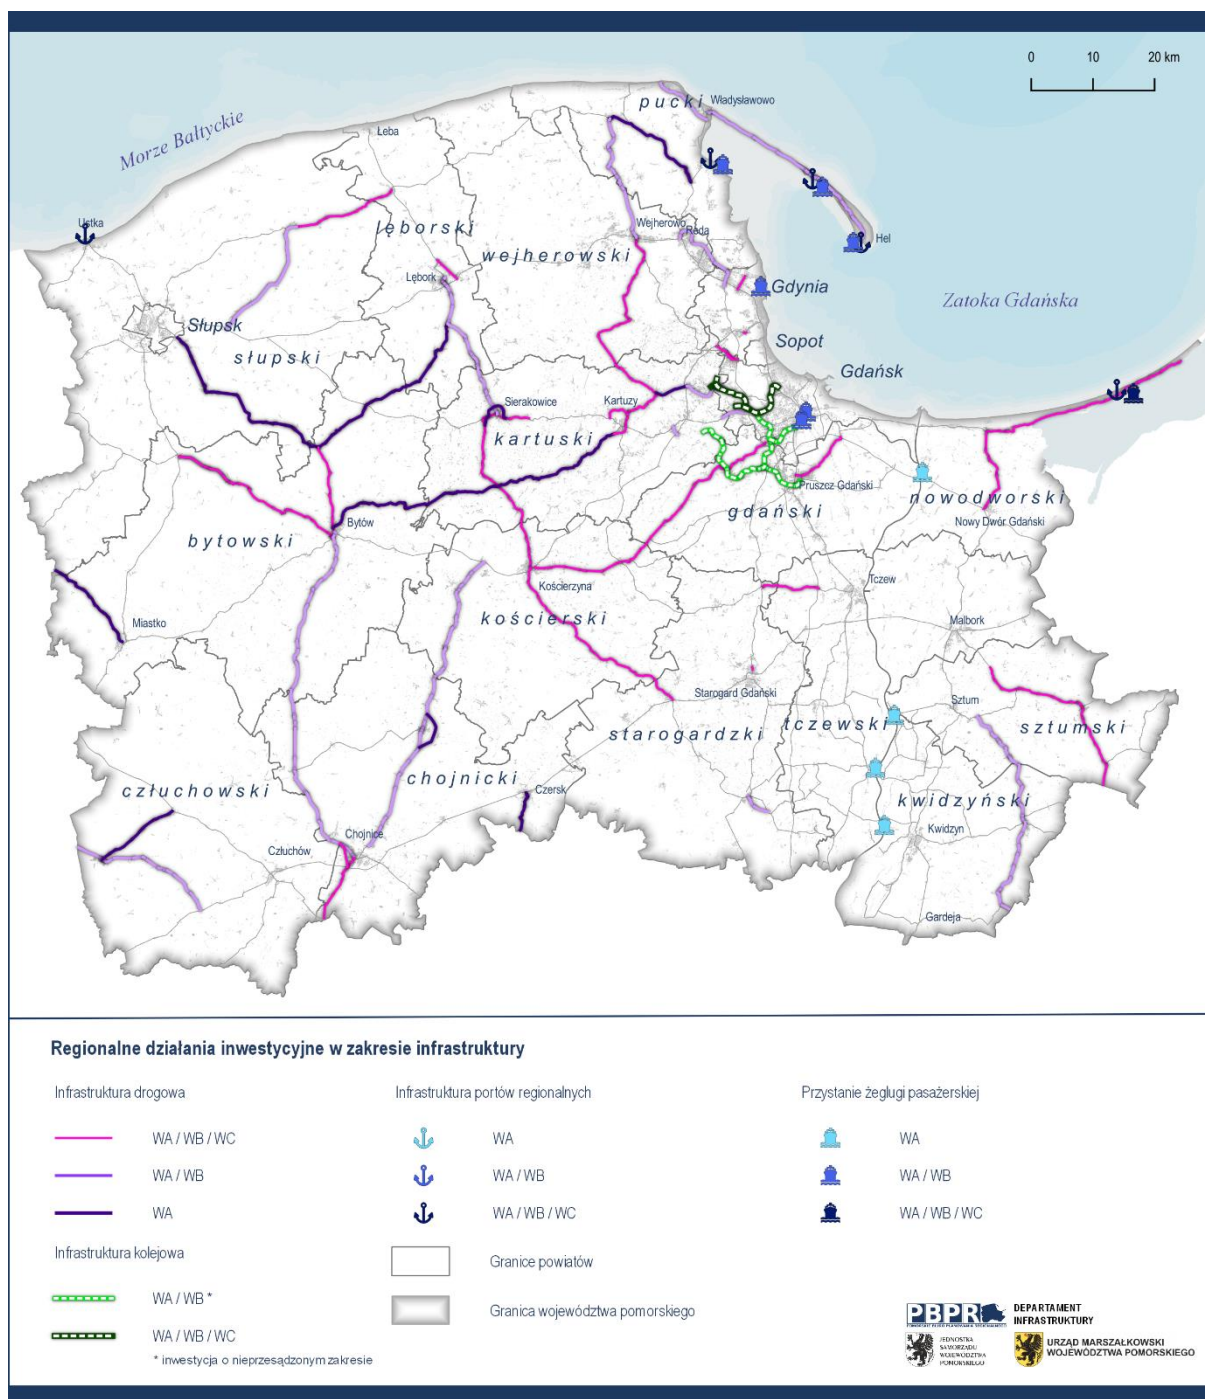 0 10 20 km
pucki
Władysławowo
Morze Bałtyckie
Łeba
Ustka
Wejherowo
Reda
Hel
lęborski
wejherowski
Lębork
Gdynia
Zatoka Gdańska
Słupsk
Sopot
słupski
Gdańsk
Sierakowice
Kartuzy
kartuski
Pruszcz Gdański
nowodworski
gdański
Nowy Dwór Gdański
Bytów
bytowski
Kościerzyna
Tczew
kościerski
Miastko
Malbork
Starogard Gdański
Sztum
tczewski
sztumski
starogardzki
chojnicki
człuchowski
Czersk
kwidzyński
Chojnice
Kwidzyn
Człuchów
Gardeja
Regionalne działania inwestycyjne w zakresie infrastruktury
Infrastruktura drogowa
WA / WB / WC
WA / WB
WA
Infrastruktura kolejowa
WA / WB *
WA / WB / WC
* inwestycja o nieprzesądzonym zakresie
Infrastruktura portów regionalnych
WA
WA / WB
WA / WB / WC
Granice powiatów
Granica województwa pomorskiego
Przystanie żeglugi pasażerskiej
WA
WA / WB
WA / WB / WC
PBPR
DEPARTAMENT
INFRASTRUKTURY
JEDNOSTKA
SAMORZĄDU
WOJEWÓDZTWA
POMORSKIEGO
URZĄD MARSZAŁKOWSKI
WOJEWÓDZTWA POMORSKIEGO